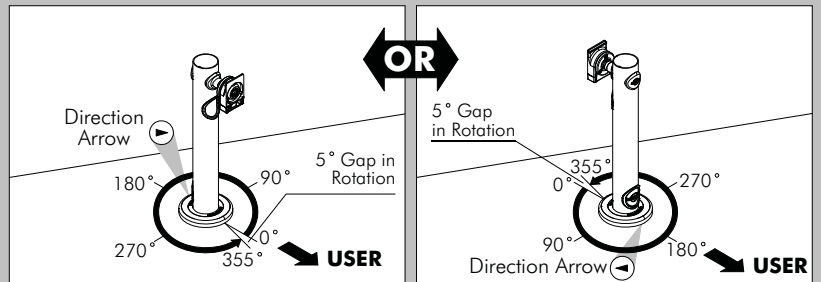 OR
Direction
Arrow
5° Gap in
Rotation
180°
90°
270°
0°
355°
USER
5° Gap
in Rotation
355°
0°
270°
90°
180°
Direction Arrow
USER